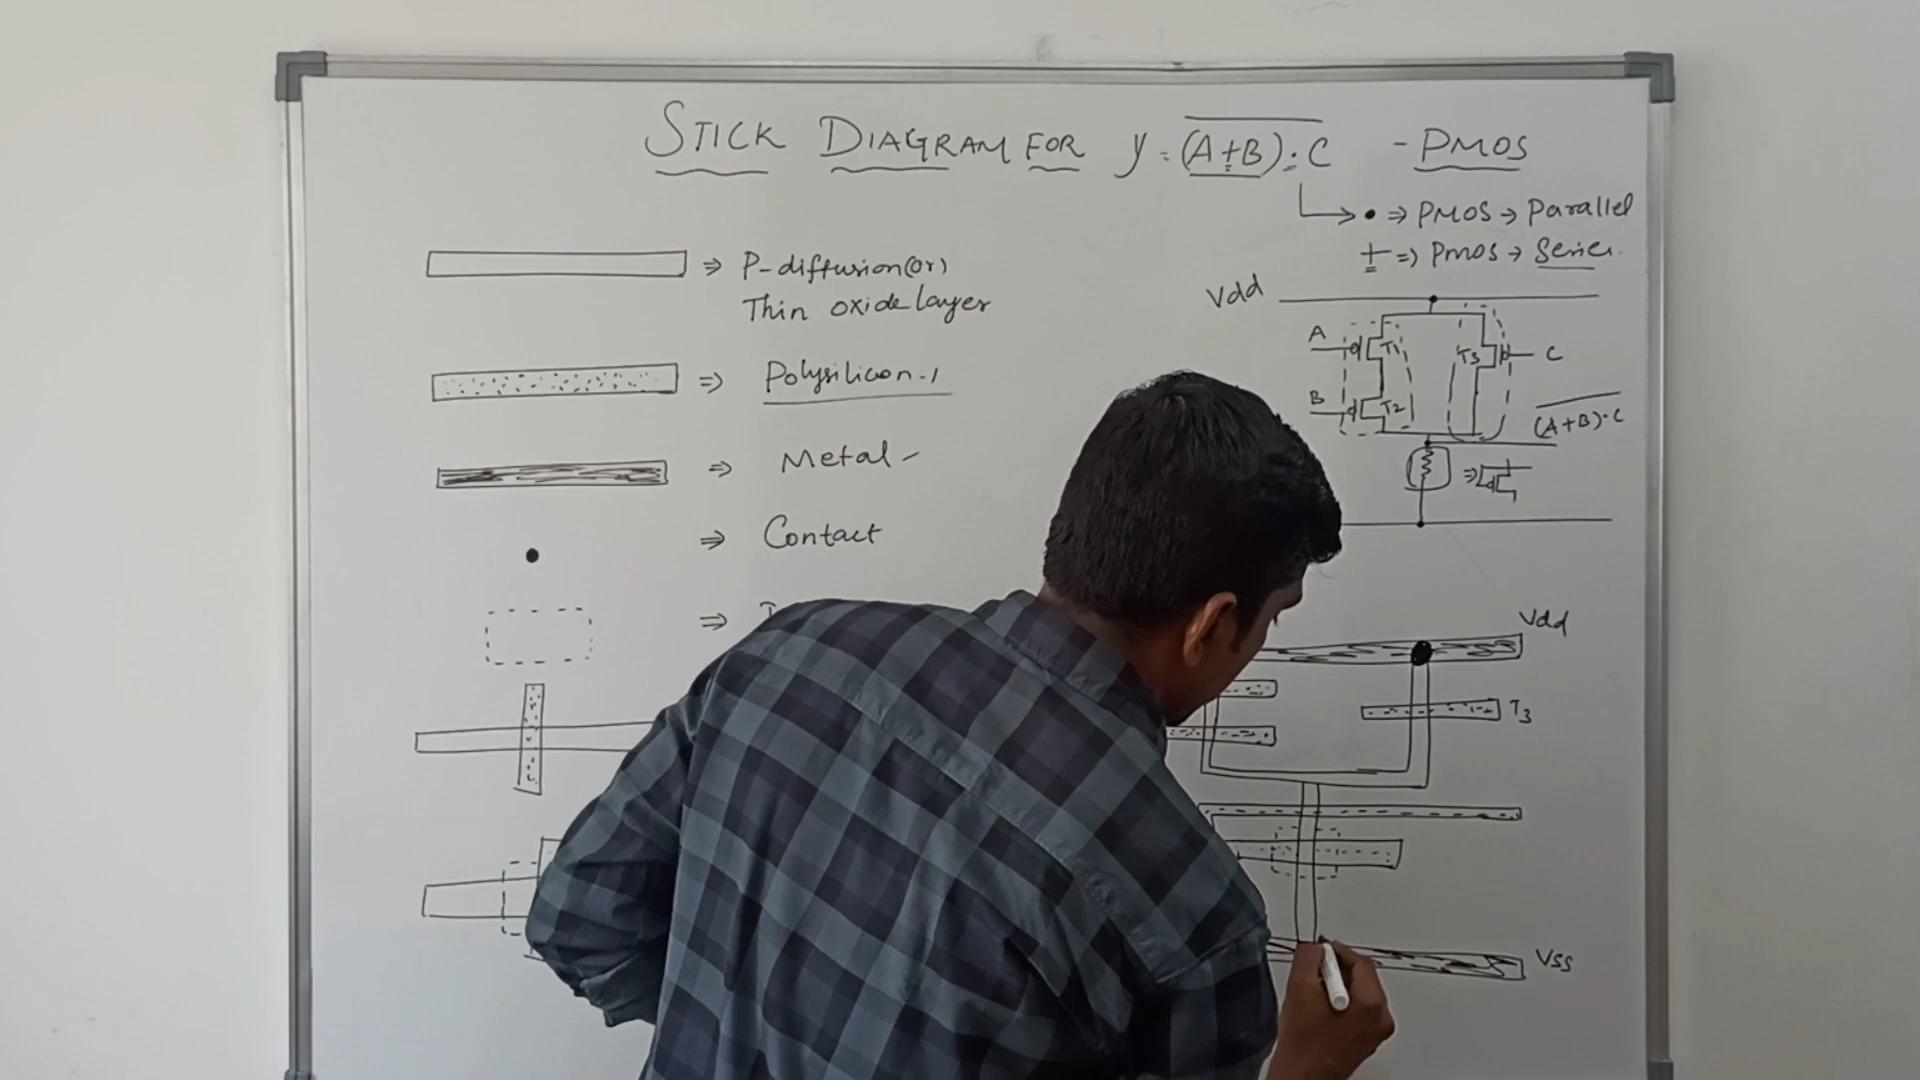 STICK DIAGRAM FOR y = (A+B).C - PMOS
• ⇒ PMOS → Parallel
+ ⇒ PMOS → Series.
⇒ P-diffusion(or)
Thin oxide layer
⇒ Polysilicon-1
⇒ Metal -
⇒ Contact
⇒
Vdd
A
T1
T3
C
B
T2
(A+B).C
⇒
Vdd
T3
Vss